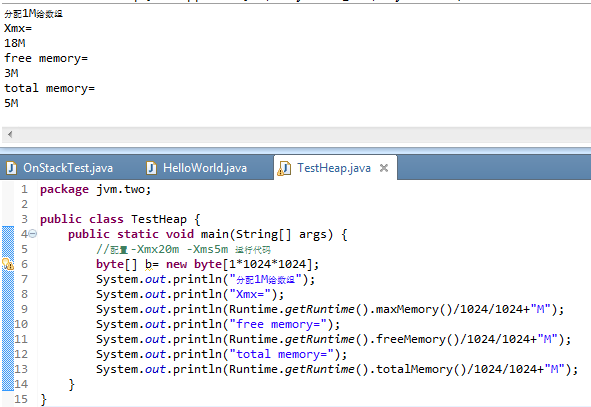 分配1M给数组
Xmx=
18M
free memory=
3M
total memory=
5M
OnStackTest.java HelloWorld.java TestHeap.java
1 package jvm.two;
2
3 public class TestHeap {
4 public static void main(String[] args) {
5 //配置 -Xmx20m -Xms5m 运行代码
6 byte[] b= new byte[1*1024*1024];
7 System.out.println("分配1M给数组");
8 System.out.println("Xmx=");
9 System.out.println(Runtime.getRuntime().maxMemory()/1024/1024+"M");
10 System.out.println("free memory=");
11 System.out.println(Runtime.getRuntime().freeMemory()/1024/1024+"M");
12 System.out.println("total memory=");
13 System.out.println(Runtime.getRuntime().totalMemory()/1024/1024+"M");
14 }
15 }